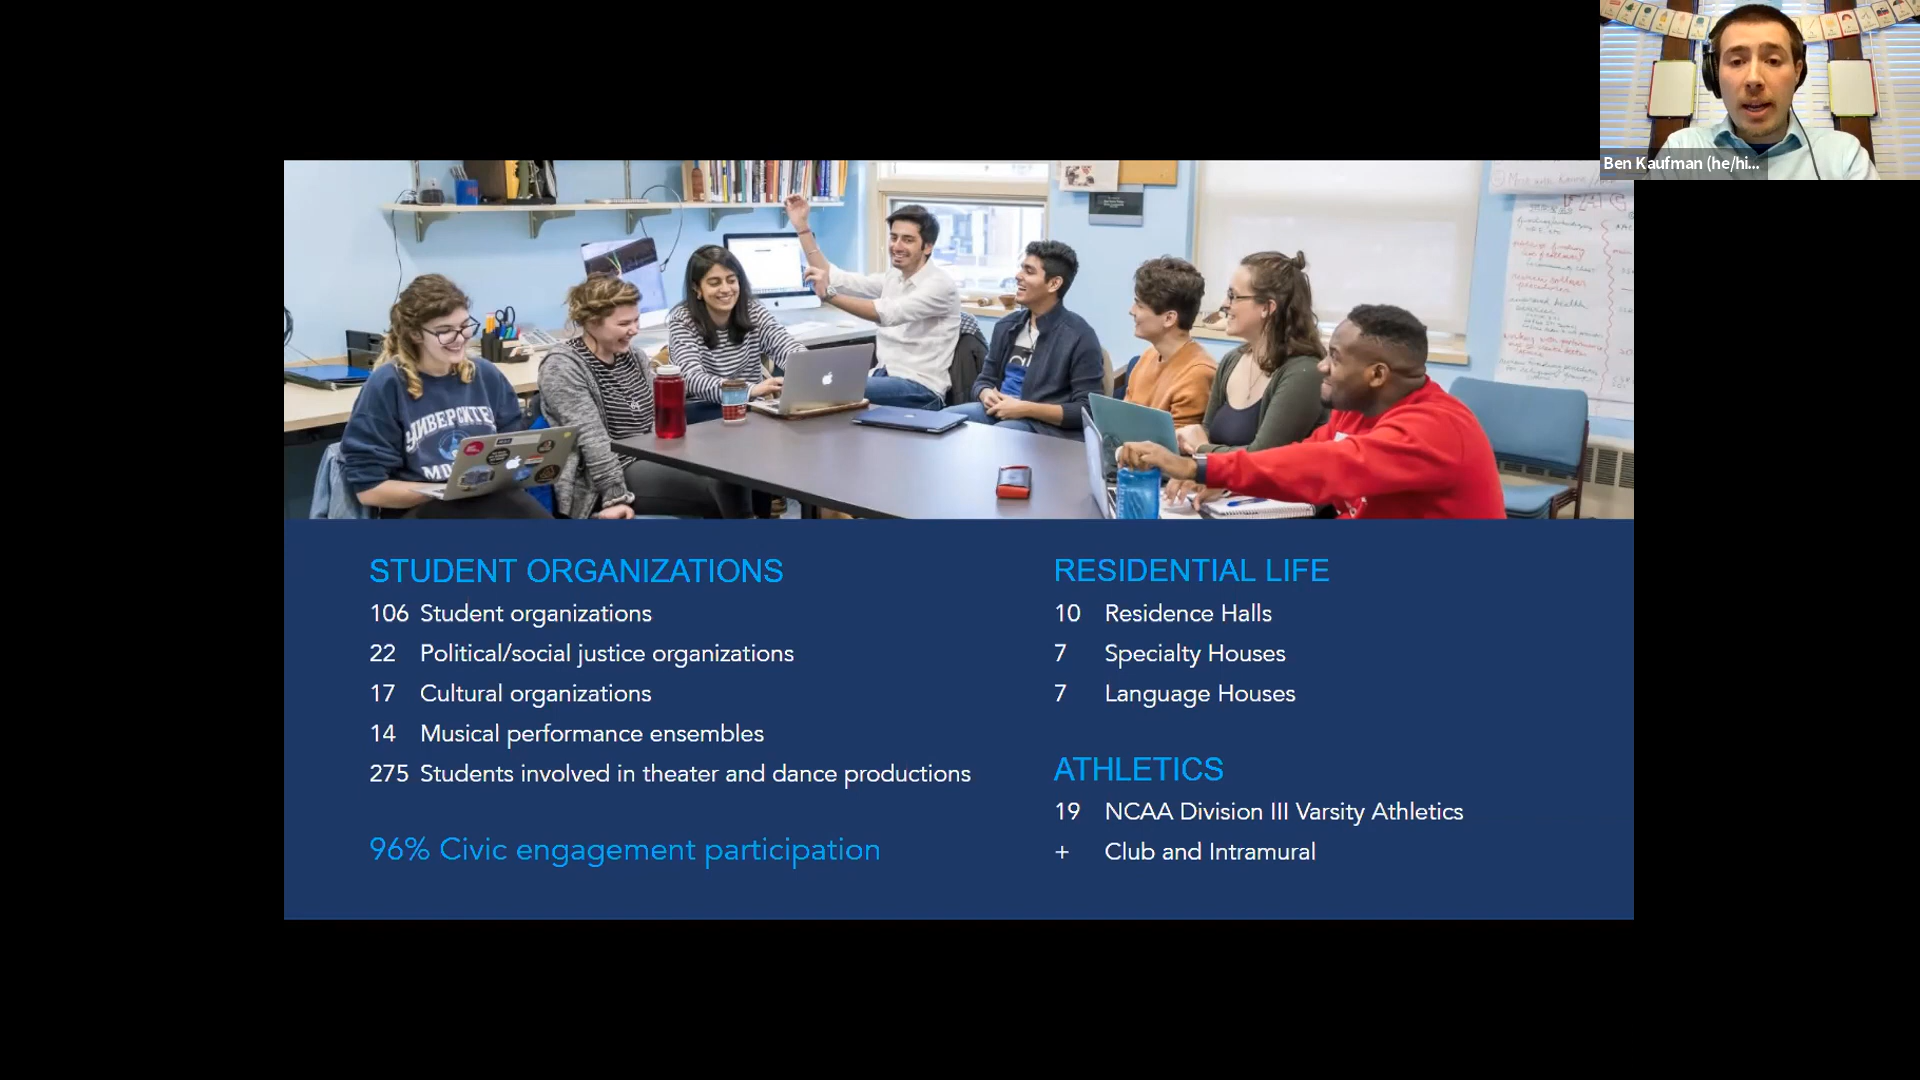 Ben Kaufman (he/hi...
УНИВЕРСИТЕ
МО
STUDENT ORGANIZATIONS
106 Student organizations
22 Political/social justice organizations
17 Cultural organizations
14 Musical performance ensembles
275 Students involved in theater and dance productions
96% Civic engagement participation
RESIDENTIAL LIFE
10 Residence Halls
7 Specialty Houses
7 Language Houses
ATHLETICS
19 NCAA Division III Varsity Athletics
+ Club and Intramural